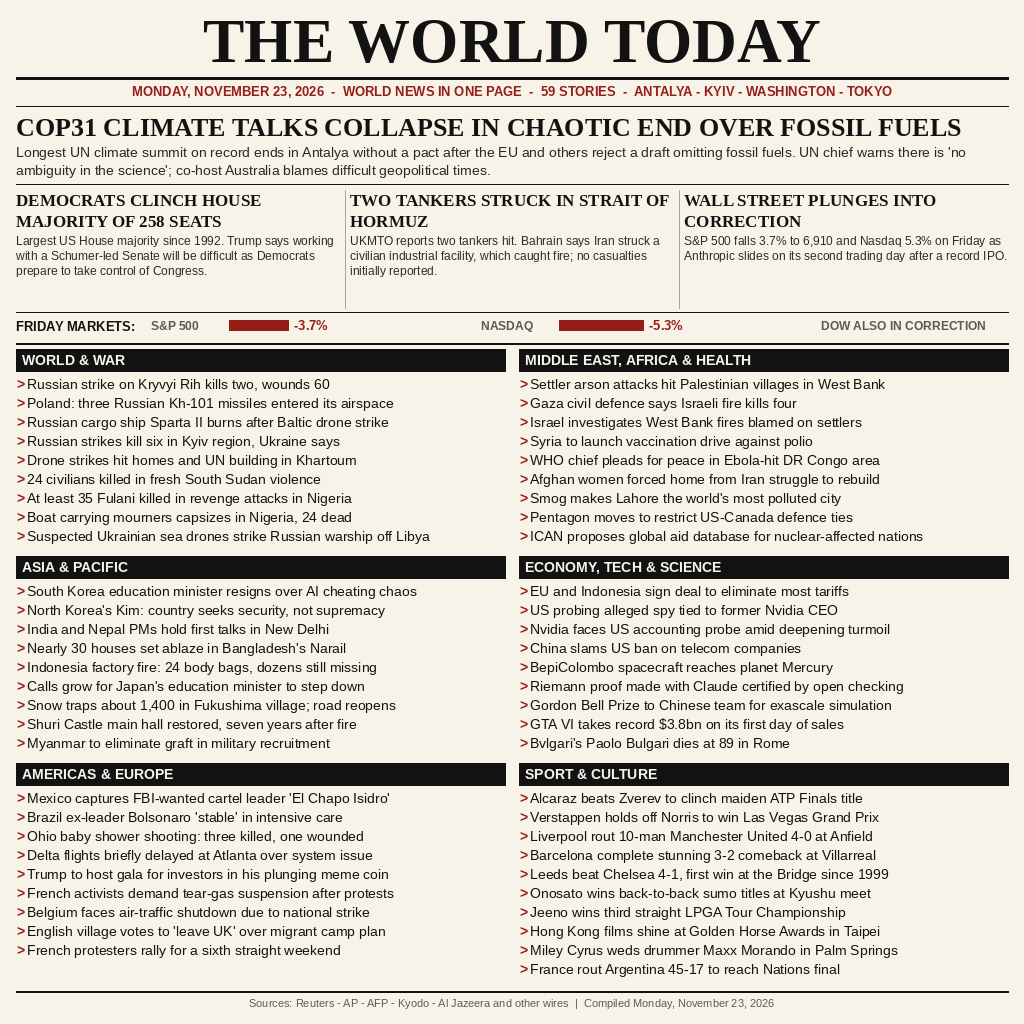 THE WORLD TODAY
MONDAY, NOVEMBER 23, 2026 - WORLD NEWS IN ONE PAGE - 59 STORIES - ANTALYA - KYIV - WASHINGTON - TOKYO
COP31 CLIMATE TALKS COLLAPSE IN CHAOTIC END OVER FOSSIL FUELS
Longest UN climate summit on record ends in Antalya without a pact after the EU and others reject a draft omitting fossil fuels. UN chief warns there is 'no
ambiguity in the science'; co-host Australia blames difficult geopolitical times.
DEMOCRATS CLINCH HOUSE
MAJORITY OF 258 SEATS
Largest US House majority since 1992. Trump says working
with a Schumer-led Senate will be difficult as Democrats
prepare to take control of Congress.
TWO TANKERS STRUCK IN STRAIT OF
HORMUZ
UKMTO reports two tankers hit. Bahrain says Iran struck a
civilian industrial facility, which caught fire; no casualties
initially reported.
WALL STREET PLUNGES INTO
CORRECTION
S&P 500 falls 3.7% to 6,910 and Nasdaq 5.3% on Friday as
Anthropic slides on its second trading day after a record IPO.
FRIDAY MARKETS: S&P 500 -3.7% NASDAQ -5.3% DOW ALSO IN CORRECTION
WORLD & WAR
>Russian strike on Kryvyi Rih kills two, wounds 60
>Poland: three Russian Kh-101 missiles entered its airspace
>Russian cargo ship Sparta II burns after Baltic drone strike
>Russian strikes kill six in Kyiv region, Ukraine says
>Drone strikes hit homes and UN building in Khartoum
>24 civilians killed in fresh South Sudan violence
>At least 35 Fulani killed in revenge attacks in Nigeria
>Boat carrying mourners capsizes in Nigeria, 24 dead
>Suspected Ukrainian sea drones strike Russian warship off Libya
MIDDLE EAST, AFRICA & HEALTH
>Settler arson attacks hit Palestinian villages in West Bank
>Gaza civil defence says Israeli fire kills four
>Israel investigates West Bank fires blamed on settlers
>Syria to launch vaccination drive against polio
>WHO chief pleads for peace in Ebola-hit DR Congo area
>Afghan women forced home from Iran struggle to rebuild
>Smog makes Lahore the world's most polluted city
>Pentagon moves to restrict US-Canada defence ties
>ICAN proposes global aid database for nuclear-affected nations
ASIA & PACIFIC
>South Korea education minister resigns over AI cheating chaos
>North Korea's Kim: country seeks security, not supremacy
>India and Nepal PMs hold first talks in New Delhi
>Nearly 30 houses set ablaze in Bangladesh's Narail
>Indonesia factory fire: 24 body bags, dozens still missing
>Calls grow for Japan's education minister to step down
>Snow traps about 1,400 in Fukushima village; road reopens
>Shuri Castle main hall restored, seven years after fire
>Myanmar to eliminate graft in military recruitment
ECONOMY, TECH & SCIENCE
>EU and Indonesia sign deal to eliminate most tariffs
>US probing alleged spy tied to former Nvidia CEO
>Nvidia faces US accounting probe amid deepening turmoil
>China slams US ban on telecom companies
>BepiColombo spacecraft reaches planet Mercury
>Riemann proof made with Claude certified by open checking
>Gordon Bell Prize to Chinese team for exascale simulation
>GTA VI takes record $3.8bn on its first day of sales
>Bvlgari's Paolo Bulgari dies at 89 in Rome
AMERICAS & EUROPE
>Mexico captures FBI-wanted cartel leader 'El Chapo Isidro'
>Brazil ex-leader Bolsonaro 'stable' in intensive care
>Ohio baby shower shooting: three killed, one wounded
>Delta flights briefly delayed at Atlanta over system issue
>Trump to host gala for investors in his plunging meme coin
>French activists demand tear-gas suspension after protests
>Belgium faces air-traffic shutdown due to national strike
>English village votes to 'leave UK' over migrant camp plan
>French protesters rally for a sixth straight weekend
SPORT & CULTURE
>Alcaraz beats Zverev to clinch maiden ATP Finals title
>Verstappen holds off Norris to win Las Vegas Grand Prix
>Liverpool rout 10-man Manchester United 4-0 at Anfield
>Barcelona complete stunning 3-2 comeback at Villarreal
>Leeds beat Chelsea 4-1, first win at the Bridge since 1999
>Onosato wins back-to-back sumo titles at Kyushu meet
>Jeeno wins third straight LPGA Tour Championship
>Hong Kong films shine at Golden Horse Awards in Taipei
>Miley Cyrus weds drummer Maxx Morando in Palm Springs
>France rout Argentina 45-17 to reach Nations final
Sources: Reuters - AP - AFP - Kyodo - Al Jazeera and other wires | Compiled Monday, November 23, 2026